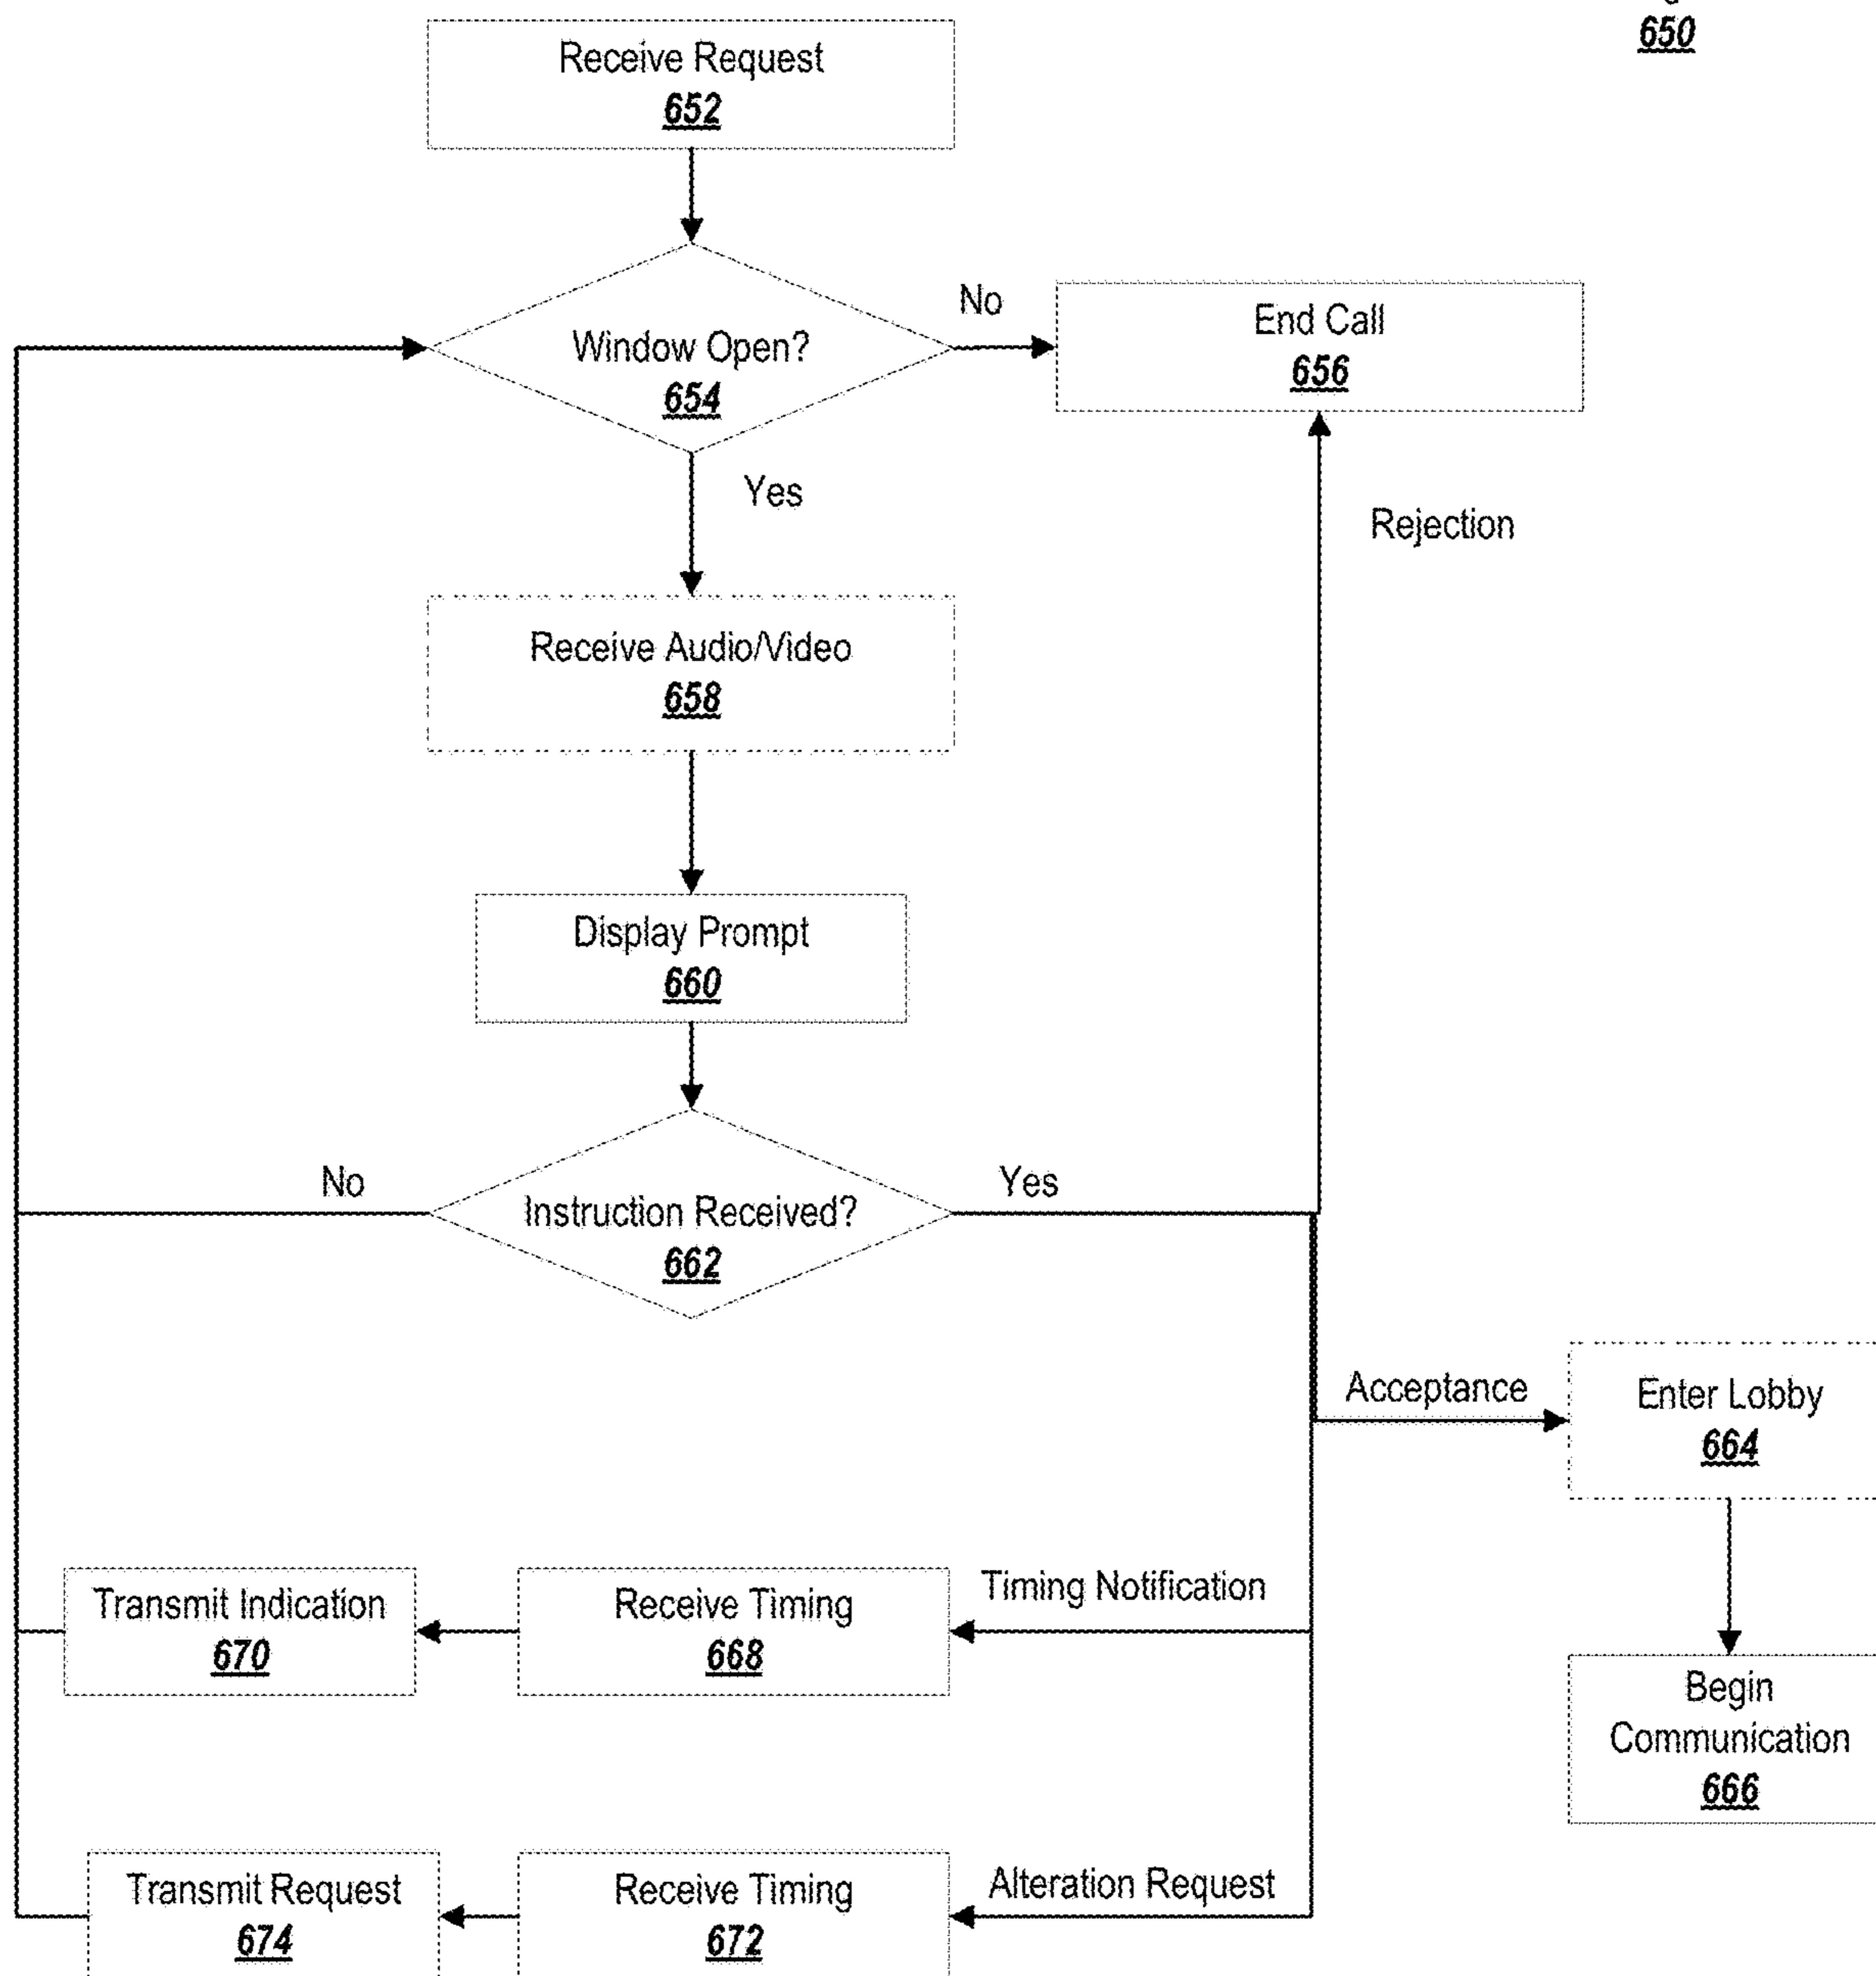 650
Receive Request
652
Window Open?
654
No
End Call
656
Yes
Rejection
Receive Audio/Video
658
Display Prompt
660
No
Instruction Received?
662
Yes
Acceptance
Enter Lobby
664
Transmit Indication
670
Receive Timing
668
Timing Notification
Begin
Communication
666
Transmit Request
674
Receive Timing
672
Alteration Request